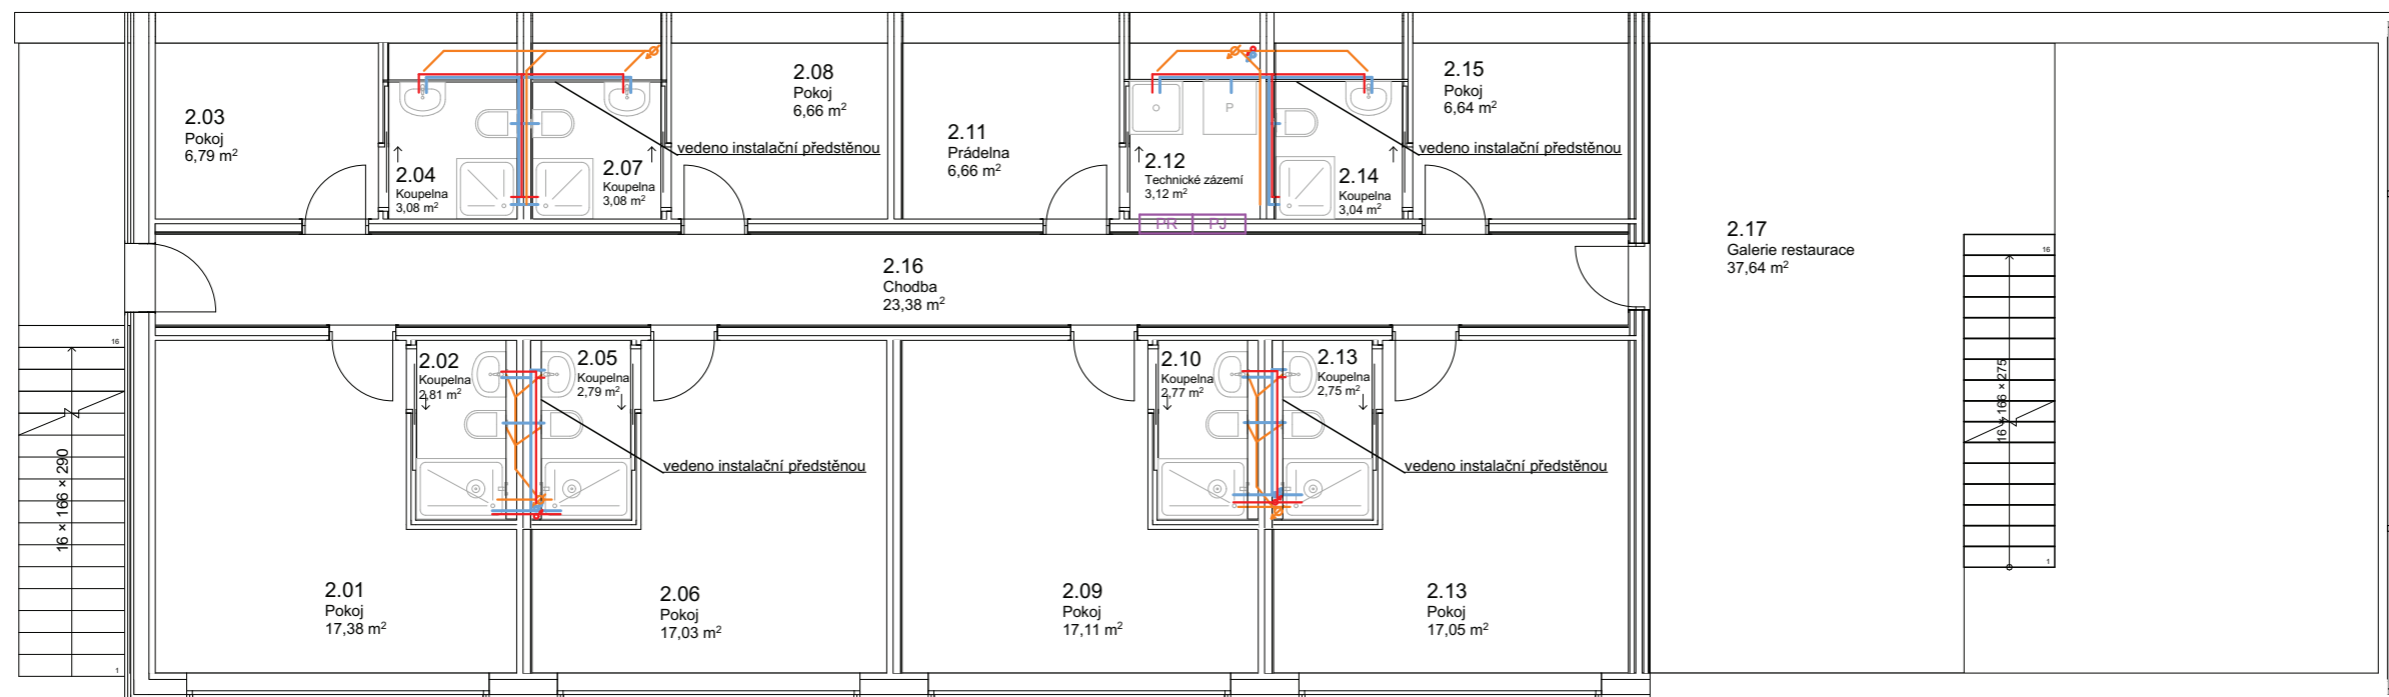 2.03
Pokoj
6,79 m²
2.04
Koupelna
3,08 m²
2.07
Koupelna
3,08 m²
2.08
Pokoj
6,66 m²
vedeno instalační předstěnou
2.11
Prádelna
6,66 m²
P
2.12
Technické zázemí
3,12 m²
2.14
Koupelna
3,04 m²
2.15
Pokoj
6,64 m²
vedeno instalační předstěnou
PR
PJ
2.16
Chodba
23,38 m²
2.17
Galerie restaurace
37,64 m²
16
16 × 166 × 275
1
16
16 × 166 × 290
1
2.02
Koupelna
2,81 m²
2.05
Koupelna
2,79 m²
vedeno instalační předstěnou
2.10
Koupelna
2,77 m²
2.13
Koupelna
2,75 m²
vedeno instalační předstěnou
2.01
Pokoj
17,38 m²
2.06
Pokoj
17,03 m²
2.09
Pokoj
17,11 m²
2.13
Pokoj
17,05 m²